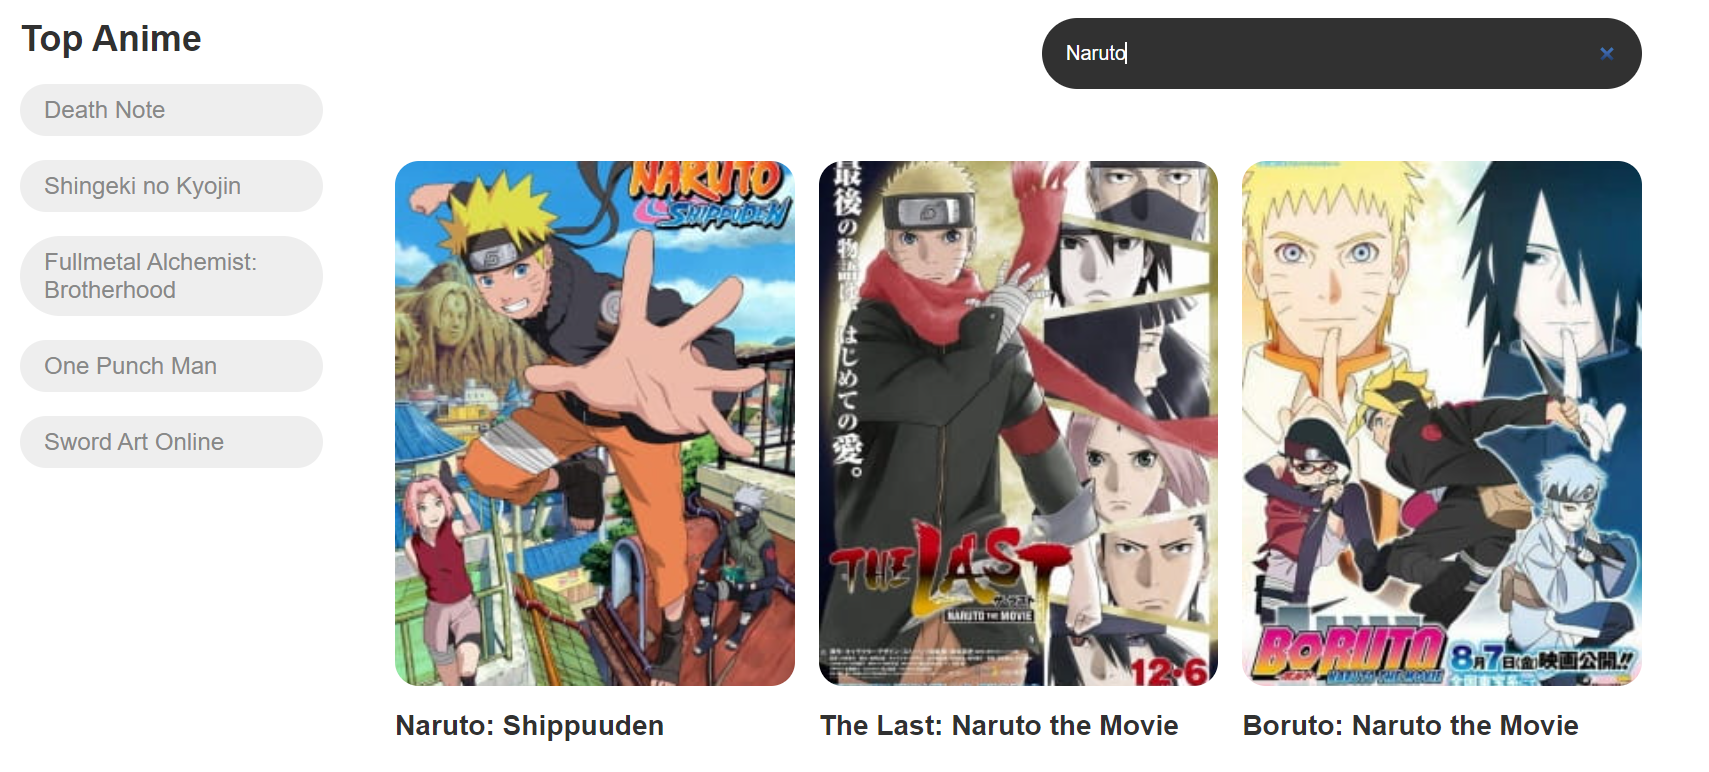 Top Anime
Naruto
Death Note
Shingeki no Kyojin
Fullmetal Alchemist:
Brotherhood
One Punch Man
Sword Art Online
NARUTO
SHIPPUDEN
最後の物語は、はじめての愛。
THE LAST
NARUTO THE MOVIE
12•6
BORUTO
NARUTO THE MOVIE
8月7日(金)映画公開!!
Naruto: Shippuuden
The Last: Naruto the Movie
Boruto: Naruto the Movie